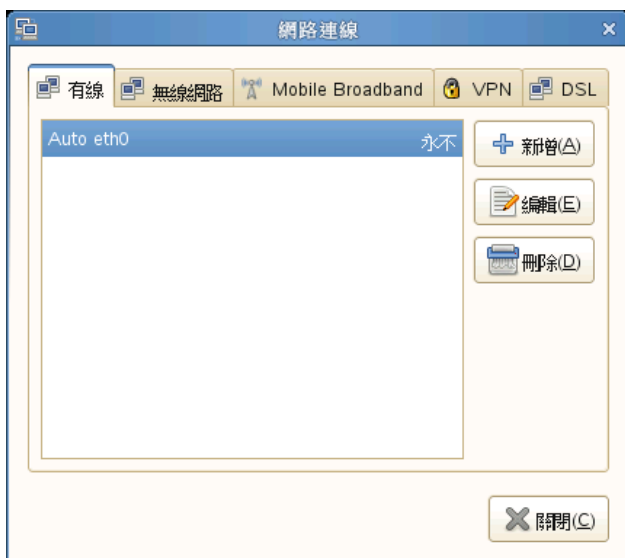 網路連線
有線 無線網路 Mobile Broadband VPN DSL
Auto eth0 永不
新增(A)
編輯(E)
刪除(D)
關閉(C)